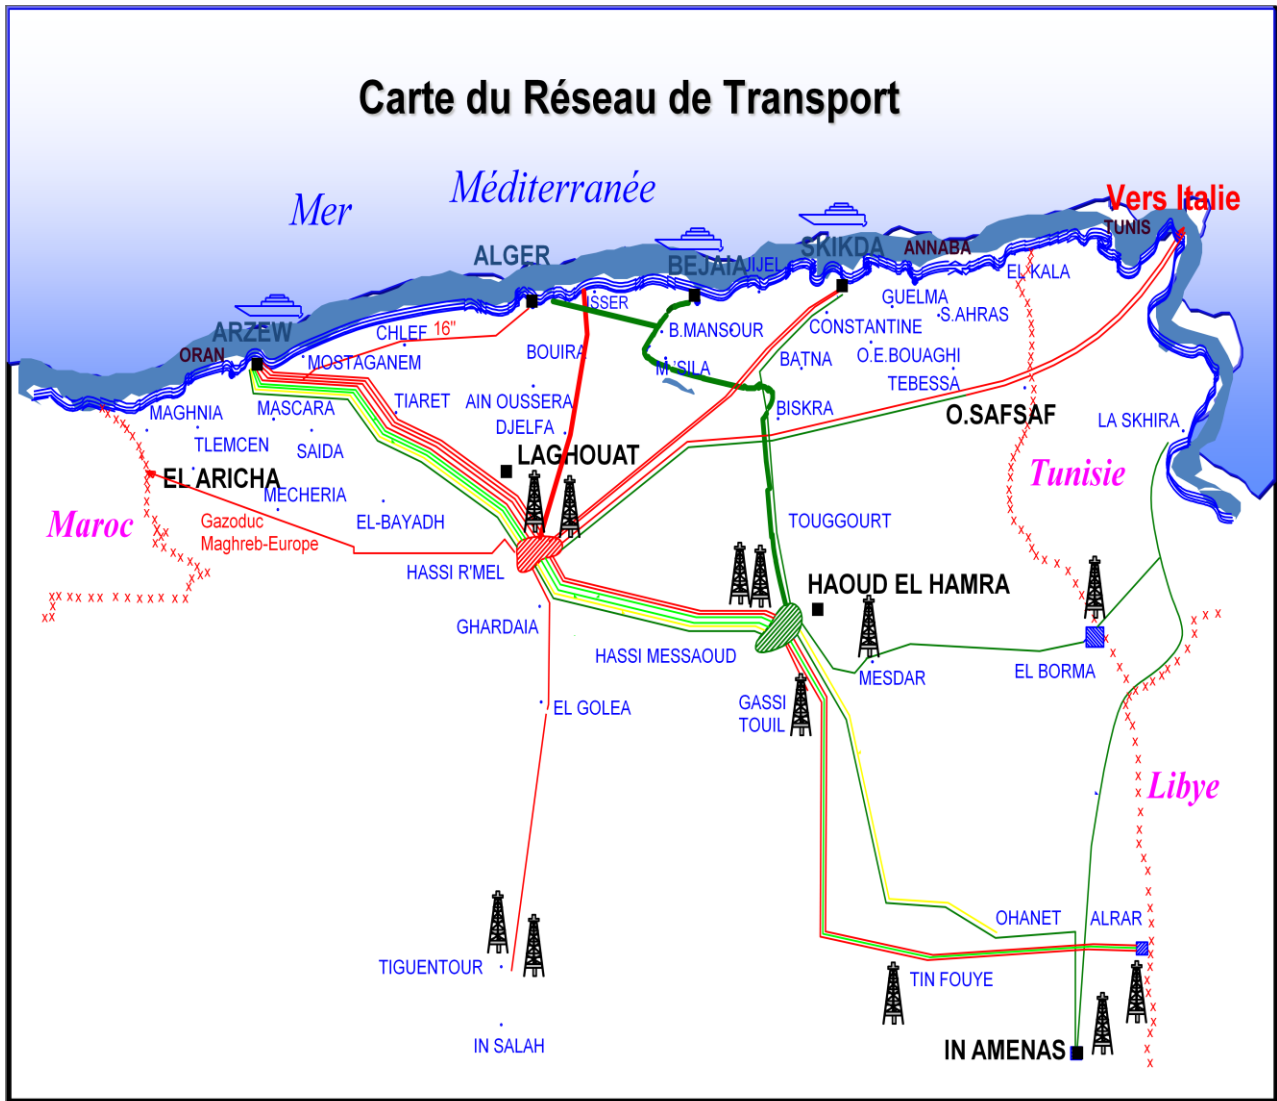 Carte du Réseau de Transport
Mer
Méditerranée
Vers Italie
TUNIS
ALGER
BEJAIA
JIJEL
SKIKDA
ANNABA
EL KALA
ISSER
GUELMA
S.AHRAS
ARZEW
ORAN
CHLEF
16"
MOSTAGANEM
BOUIRA
B.MANSOUR
CONSTANTINE
M'SILA
BATNA
O.E.BOUAGHI
TEBESSA
MAGHNIA
MASCARA
TIARET
AIN OUSSERA
DJELFA
BISKRA
O.SAFSAF
LA SKHIRA
TLEMCEN
SAIDA
LAGHOUAT
EL ARICHA
MECHERIA
EL-BAYADH
Tunisie
Maroc
Gazoduc
Maghreb-Europe
TOUGGOURT
HASSI R'MEL
HAOUD EL HAMRA
GHARDAIA
HASSI MESSAOUD
MESDAR
EL BORMA
EL GOLEA
GASSI
TOUIL
Libye
OHANET
ALRAR
TIGUENTOUR
TIN FOUYE
IN SALAH
IN AMENAS